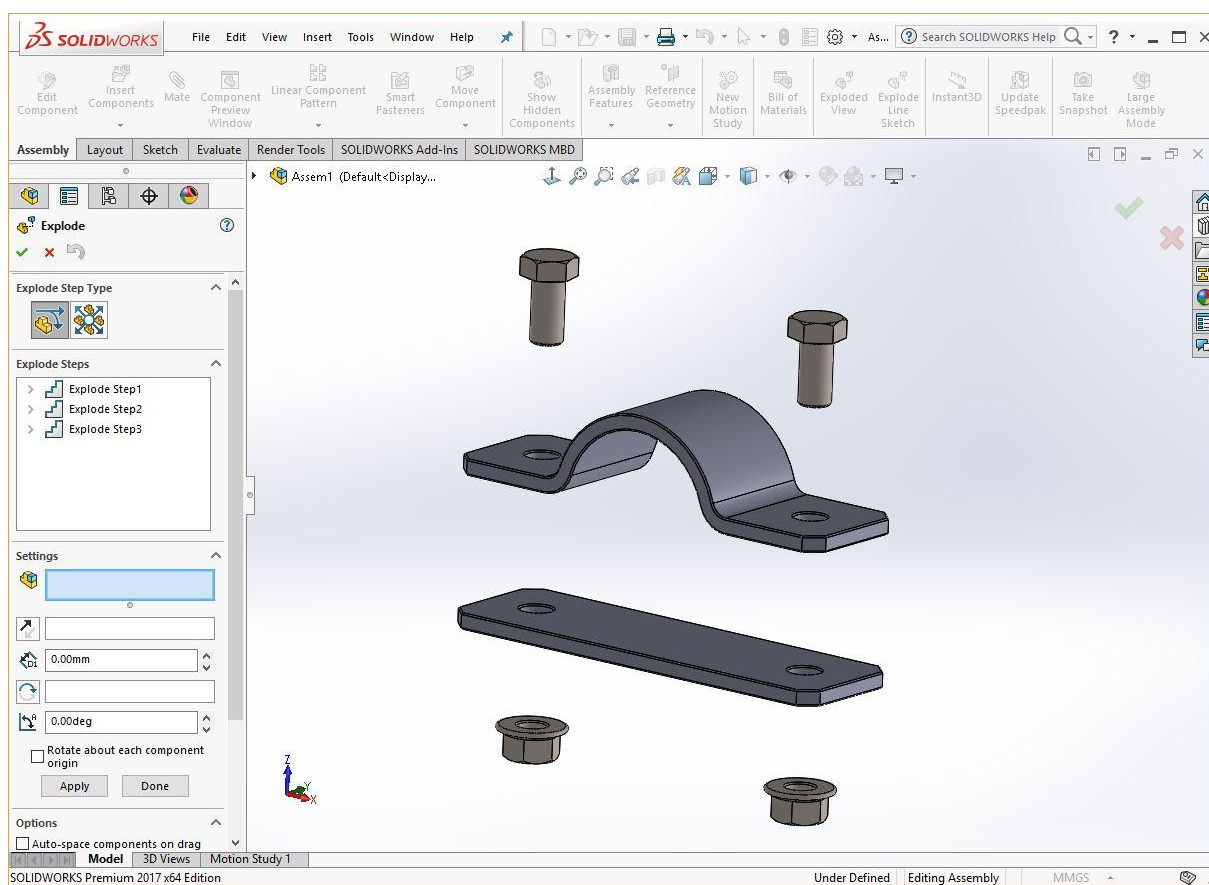 SOLIDWORKS File Edit View Insert Tools Window Help As... Search SOLIDWORKS Help ?
Edit Component
Insert Components
Mate
Component Preview Window
Linear Component Pattern
Smart Fasteners
Move Component
Show Hidden Components
Assembly Features
Reference Geometry
New Motion Study
Bill of Materials
Exploded View
Explode Line Sketch
Instant3D
Update Speedpak
Take Snapshot
Large Assembly Mode
Assembly Layout Sketch Evaluate Render Tools SOLIDWORKS Add-Ins SOLIDWORKS MBD
Assem1 (Default<Display...
Explode ?
Explode Step Type
Explode Steps
Explode Step1
Explode Step2
Explode Step3
Settings
D1 0.00mm
0.00deg
Rotate about each component
origin
Apply Done
Options
Auto-space components on drag
Z
Y
X
Model 3D Views Motion Study 1
SOLIDWORKS Premium 2017 x64 Edition Under Defined Editing Assembly MMGS